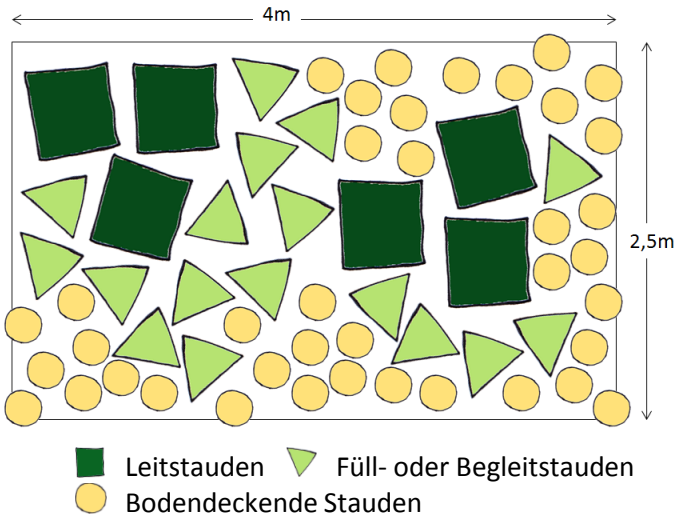 4m
2,5m
Leitstauden Füll- oder Begleitstauden
Bodendeckende Stauden